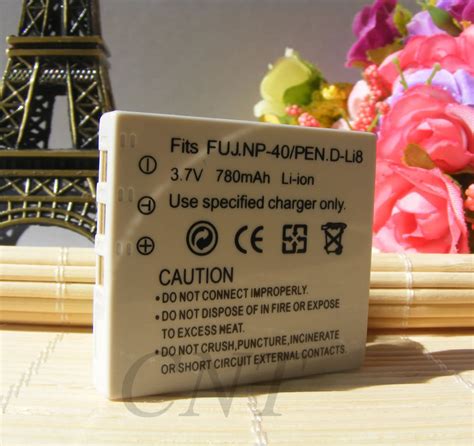 Fits FUJ.NP-40/PEN.D-Li8
3.7V 780mAh Li-ion
Use specified charger only.
CE
CAUTION
• DO NOT CONNECT IMPROPERLY.
• DO NOT DISPOSE OF IN FIRE OR EXPOSE
TO EXCESS HEAT.
• DO NOT CRUSH, PUNCTURE, INCINERATE
OR SHORT CIRCUIT EXTERNAL CONTACTS.
CNT